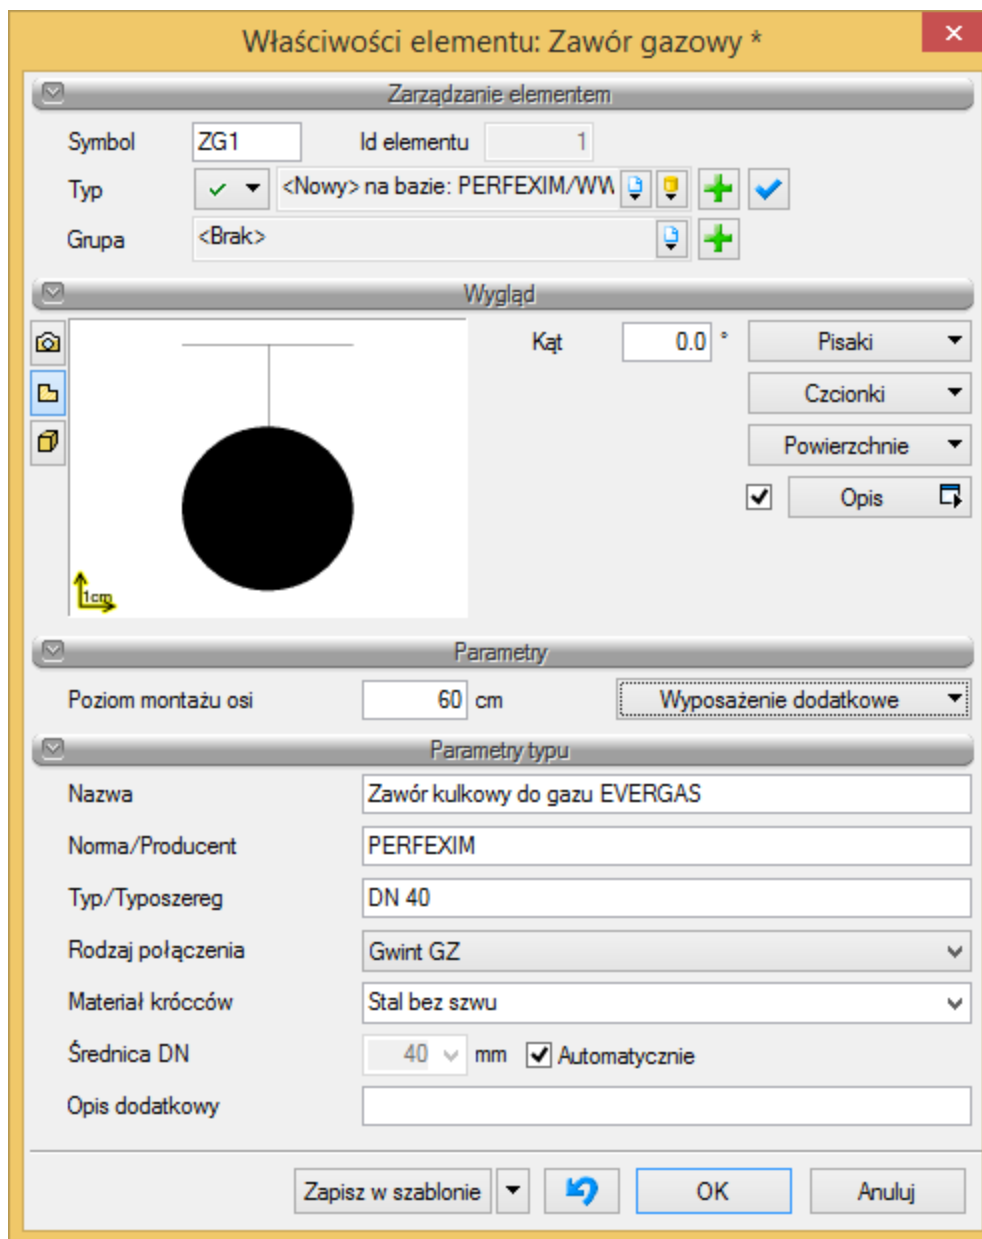 Właściwości elementu: Zawór gazowy *
Zarządzanie elementem
Symbol ZG1 Id elementu 1
Typ <Nowy> na bazie: PERFEXIM/WW
Grupa <Brak>
Wygląd
Kąt 0.0 ° Pisaki
Czcionki
Powierzchnie
Opis
1cm
Parametry
Poziom montażu osi 60 cm Wyposażenie dodatkowe
Parametry typu
Nazwa Zawór kulkowy do gazu EVERGAS
Norma/Producent PERFEXIM
Typ/Typoszereg DN 40
Rodzaj połączenia Gwint GZ
Materiał króćców Stal bez szwu
Średnica DN 40 mm Automatycznie
Opis dodatkowy
Zapisz w szablonie OK Anuluj